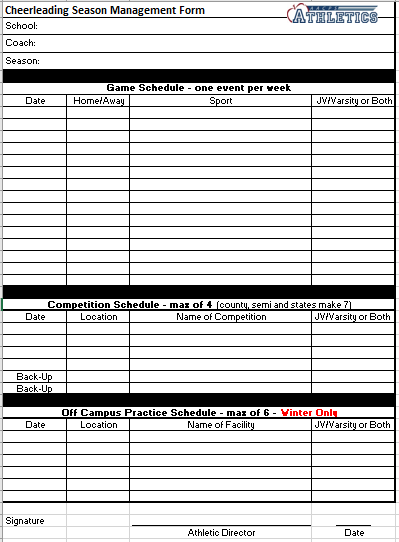 Cheerleading Season Management Form
ATHLETICS
School:
Coach:
Season:
Game Schedule - one event per week
Date Home/Away Sport JV/Varsity or Both
Competition Schedule - max of 4 (county, semi and states make 7)
Date Location Name of Competition JV/Varsity or Both
Back-Up
Back-Up
Off Campus Practice Schedule - max of 6 - Winter Only
Date Location Name of Facility JV/Varsity or Both
Signature
Athletic Director Date